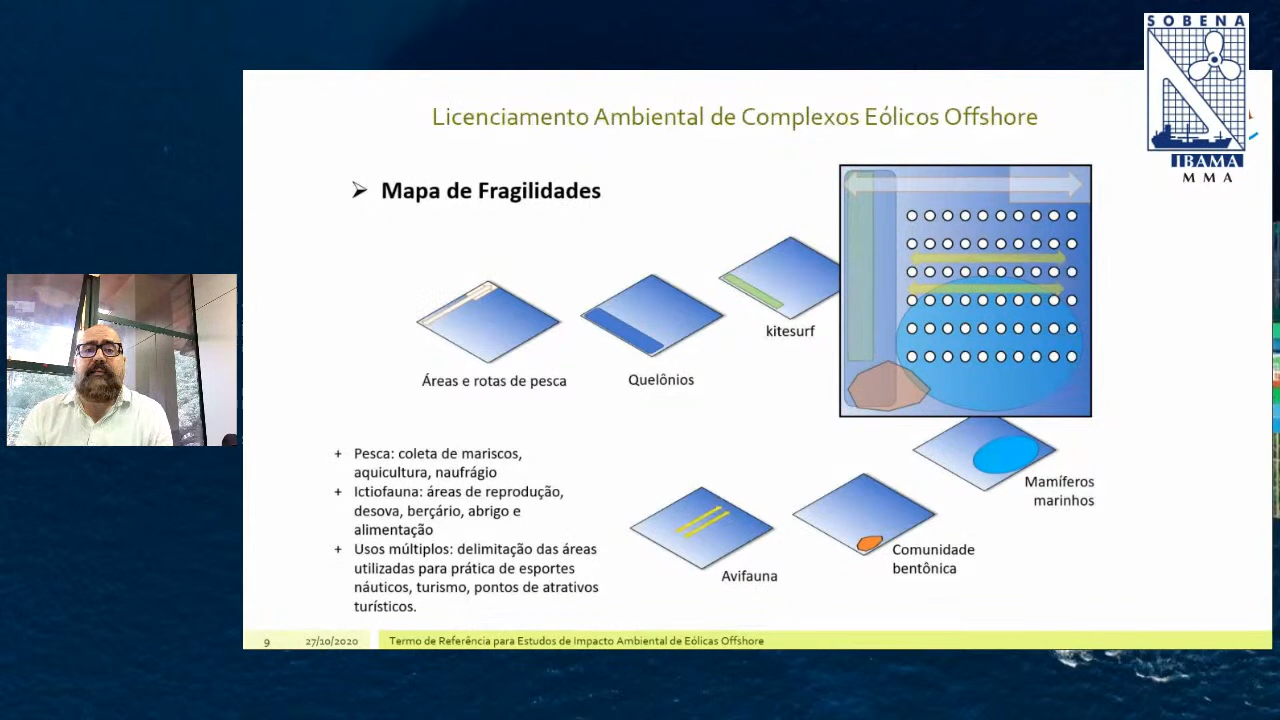 SOBENA
IBAMA
MMA
Licenciamento Ambiental de Complexos Eólicos Offshore
➢ Mapa de Fragilidades
kitesurf
Áreas e rotas de pesca
Quelônios
+ Pesca: coleta de mariscos,
aquicultura, naufrágio
+ Ictiofauna: áreas de reprodução,
desova, berçário, abrigo e
alimentação
+ Usos múltiplos: delimitação das áreas
utilizadas para prática de esportes
náuticos, turismo, pontos de atrativos
turísticos.
Mamíferos
marinhos
Comunidade
bentônica
Avifauna
9 27/10/2020 Termo de Referência para Estudos de Impacto Ambiental de Eólicas Offshore